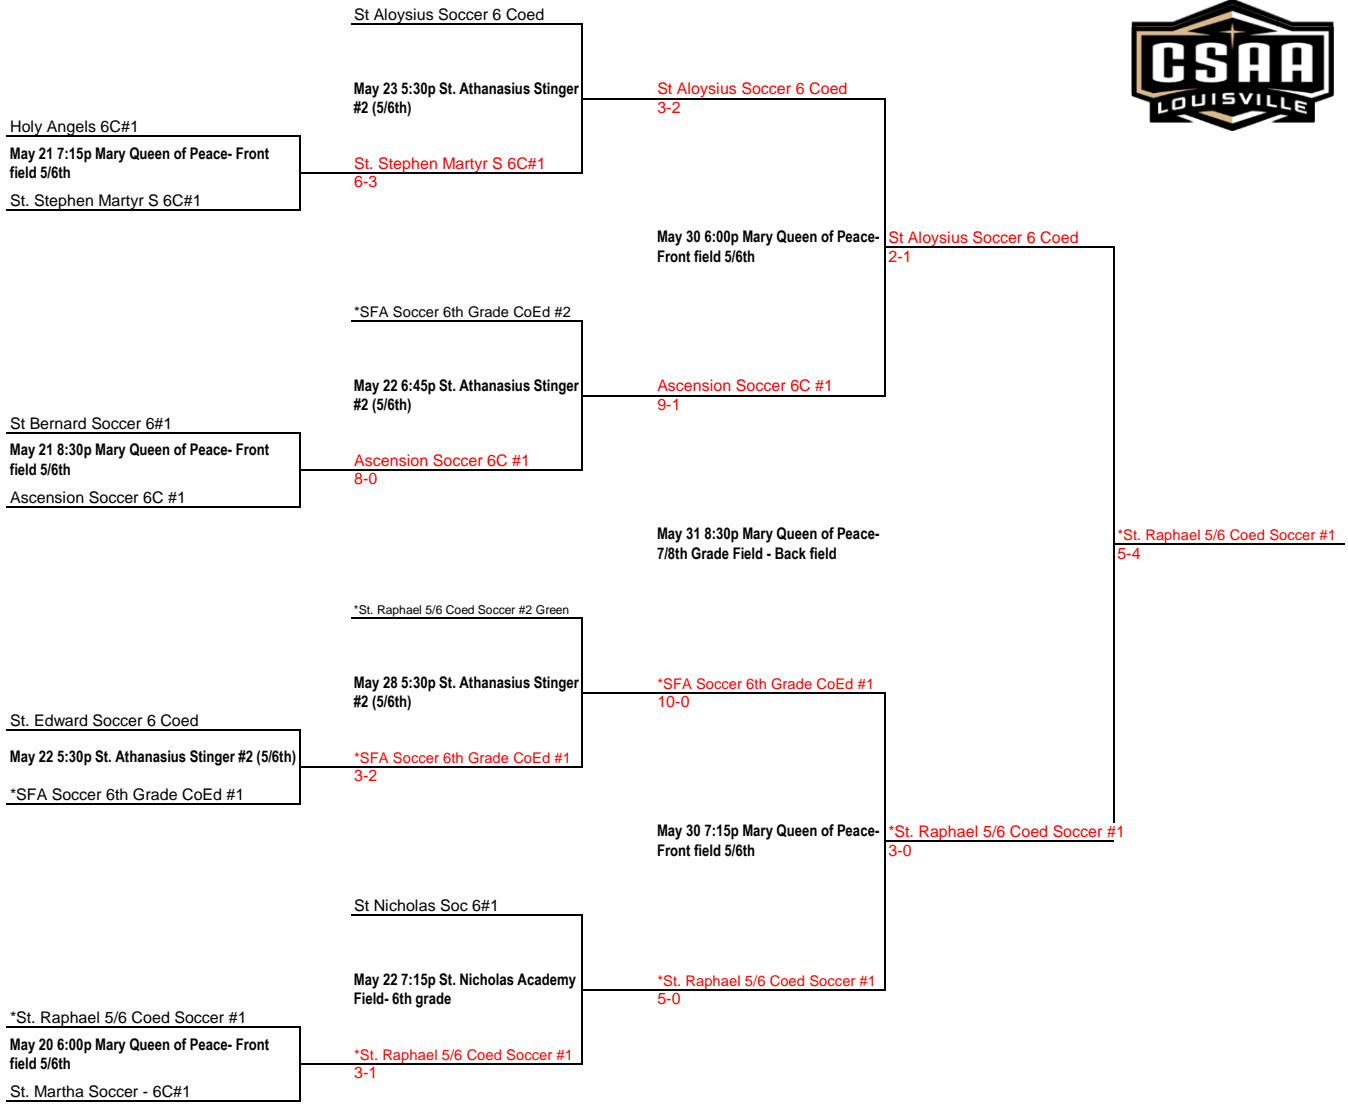 St Aloysius Soccer 6 Coed
CSAA
LOUISVILLE
May 23 5:30p St. Athanasius Stinger
#2 (5/6th)
St Aloysius Soccer 6 Coed
3-2
Holy Angels 6C#1
May 21 7:15p Mary Queen of Peace- Front
field 5/6th
St. Stephen Martyr S 6C#1
6-3
St. Stephen Martyr S 6C#1
May 30 6:00p Mary Queen of Peace-
Front field 5/6th
St Aloysius Soccer 6 Coed
2-1
*SFA Soccer 6th Grade CoEd #2
May 22 6:45p St. Athanasius Stinger
#2 (5/6th)
Ascension Soccer 6C #1
9-1
St Bernard Soccer 6#1
May 21 8:30p Mary Queen of Peace- Front
field 5/6th
Ascension Soccer 6C #1
8-0
Ascension Soccer 6C #1
May 31 8:30p Mary Queen of Peace-
7/8th Grade Field - Back field
*St. Raphael 5/6 Coed Soccer #1
5-4
*St. Raphael 5/6 Coed Soccer #2 Green
May 28 5:30p St. Athanasius Stinger
#2 (5/6th)
*SFA Soccer 6th Grade CoEd #1
10-0
St. Edward Soccer 6 Coed
May 22 5:30p St. Athanasius Stinger #2 (5/6th)
*SFA Soccer 6th Grade CoEd #1
3-2
*SFA Soccer 6th Grade CoEd #1
May 30 7:15p Mary Queen of Peace-
Front field 5/6th
*St. Raphael 5/6 Coed Soccer #1
3-0
St Nicholas Soc 6#1
May 22 7:15p St. Nicholas Academy
Field- 6th grade
*St. Raphael 5/6 Coed Soccer #1
5-0
*St. Raphael 5/6 Coed Soccer #1
May 20 6:00p Mary Queen of Peace- Front
field 5/6th
*St. Raphael 5/6 Coed Soccer #1
3-1
St. Martha Soccer - 6C#1